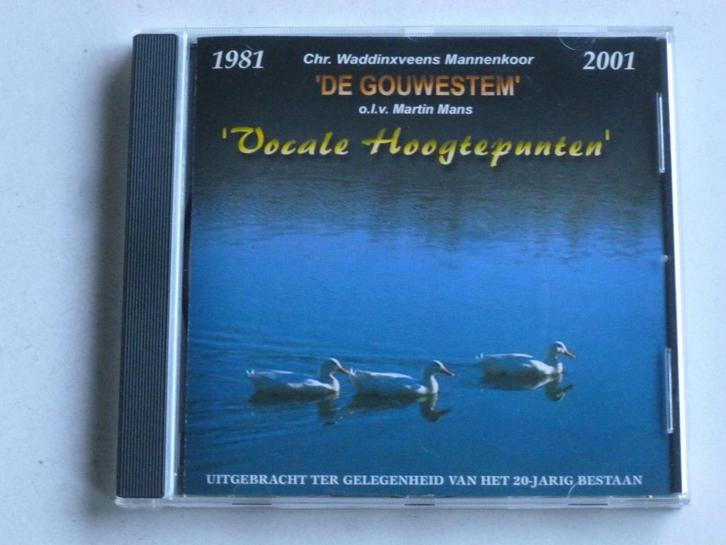 1981 Chr. Waddinxveens Mannenkoor 2001
'DE GOUWESTEM'
o.l.v. Martin Mans
'Vocale Hoogtepunten'
UITGEBRACHT TER GELEGENHEID VAN HET 20-JARIG BESTAAN